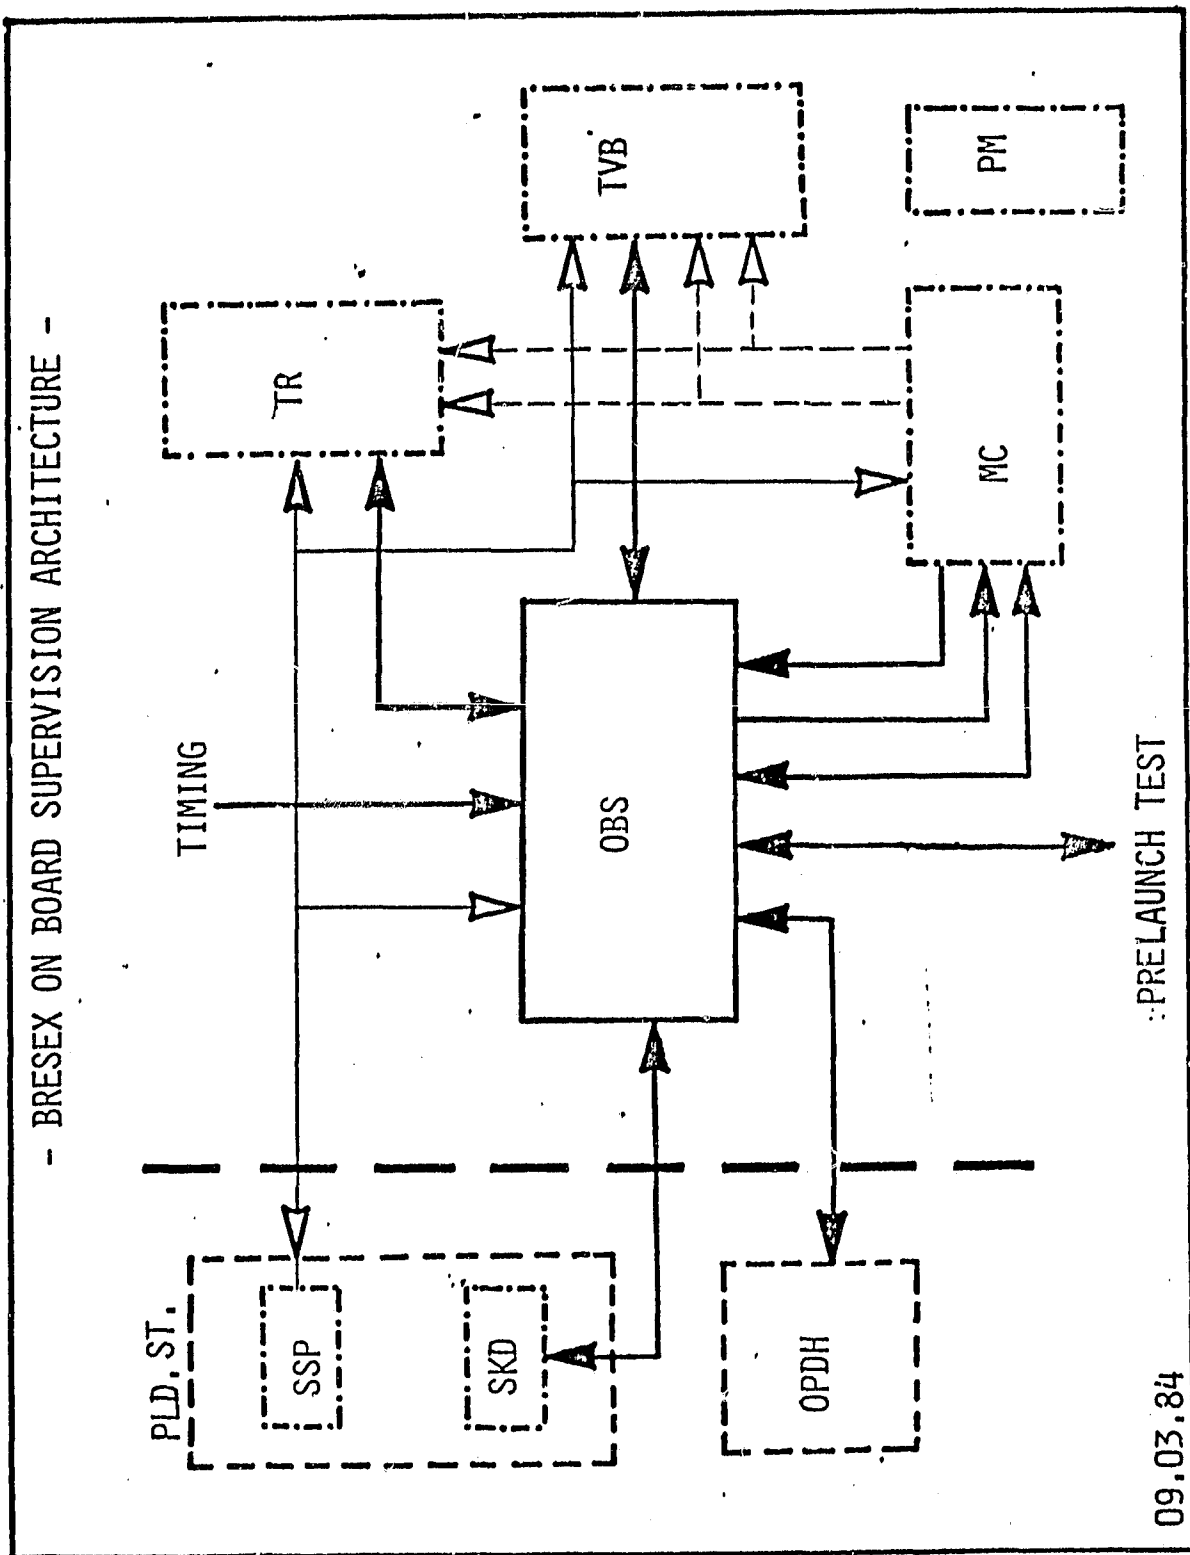 - BRESEX ON BOARD SUPERVISION ARCHITECTURE -
PLD. ST.
TIMING
SSP
TR
SKD
OBS
TVB
OPDH
MC
PM
PRELAUNCH TEST
09.03.84